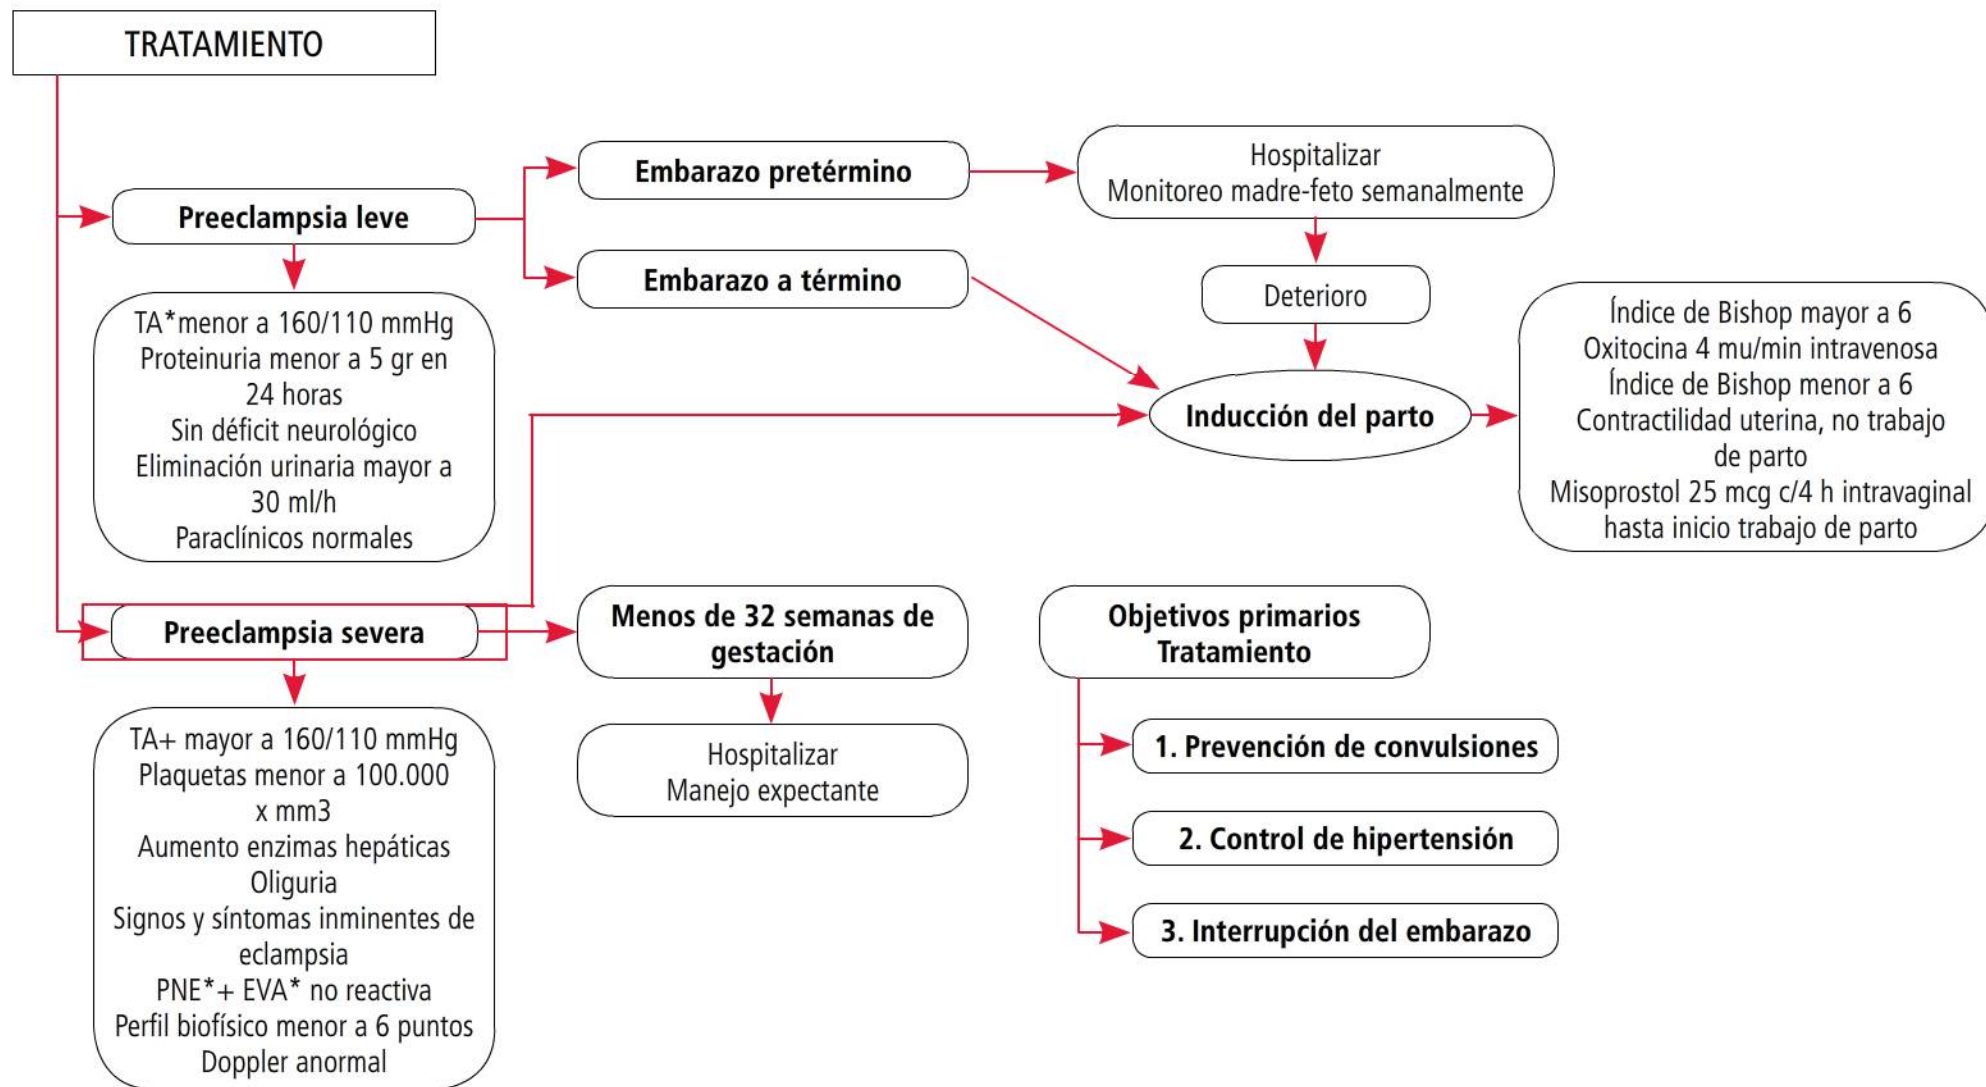 TRATAMIENTO
Preeclampsia leve
TA*menor a 160/110 mmHg
Proteinuria menor a 5 gr en
24 horas
Sin déficit neurológico
Eliminación urinaria mayor a
30 ml/h
Paraclínicos normales
Embarazo pretérmino
Hospitalizar
Monitoreo madre-feto semanalmente
Deterioro
Embarazo a término
Inducción del parto
Índice de Bishop mayor a 6
Oxitocina 4 mu/min intravenosa
Índice de Bishop menor a 6
Contractilidad uterina, no trabajo
de parto
Misoprostol 25 mcg c/4 h intravaginal
hasta inicio trabajo de parto
Preeclampsia severa
TA+ mayor a 160/110 mmHg
Plaquetas menor a 100.000
x mm3
Aumento enzimas hepáticas
Oliguria
Signos y síntomas inminentes de
eclampsia
PNE*+ EVA* no reactiva
Perfil biofísico menor a 6 puntos
Doppler anormal
Menos de 32 semanas de
gestación
Hospitalizar
Manejo expectante
Objetivos primarios
Tratamiento
1. Prevención de convulsiones
2. Control de hipertensión
3. Interrupción del embarazo